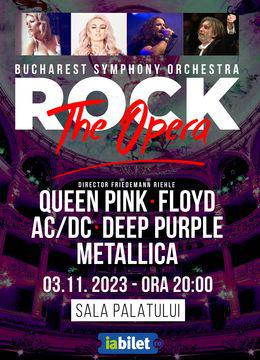 BUCHAREST SYMPHONY ORCHESTRA
ROCK
The Opera
DIRECTOR FRIEDEMANN RIEHLE
QUEEN PINK · FLOYD
AC/DC · DEEP PURPLE
METALLICA
03.11. 2023 - ORA 20:00
SALA PALATULUI
iabilet.ro